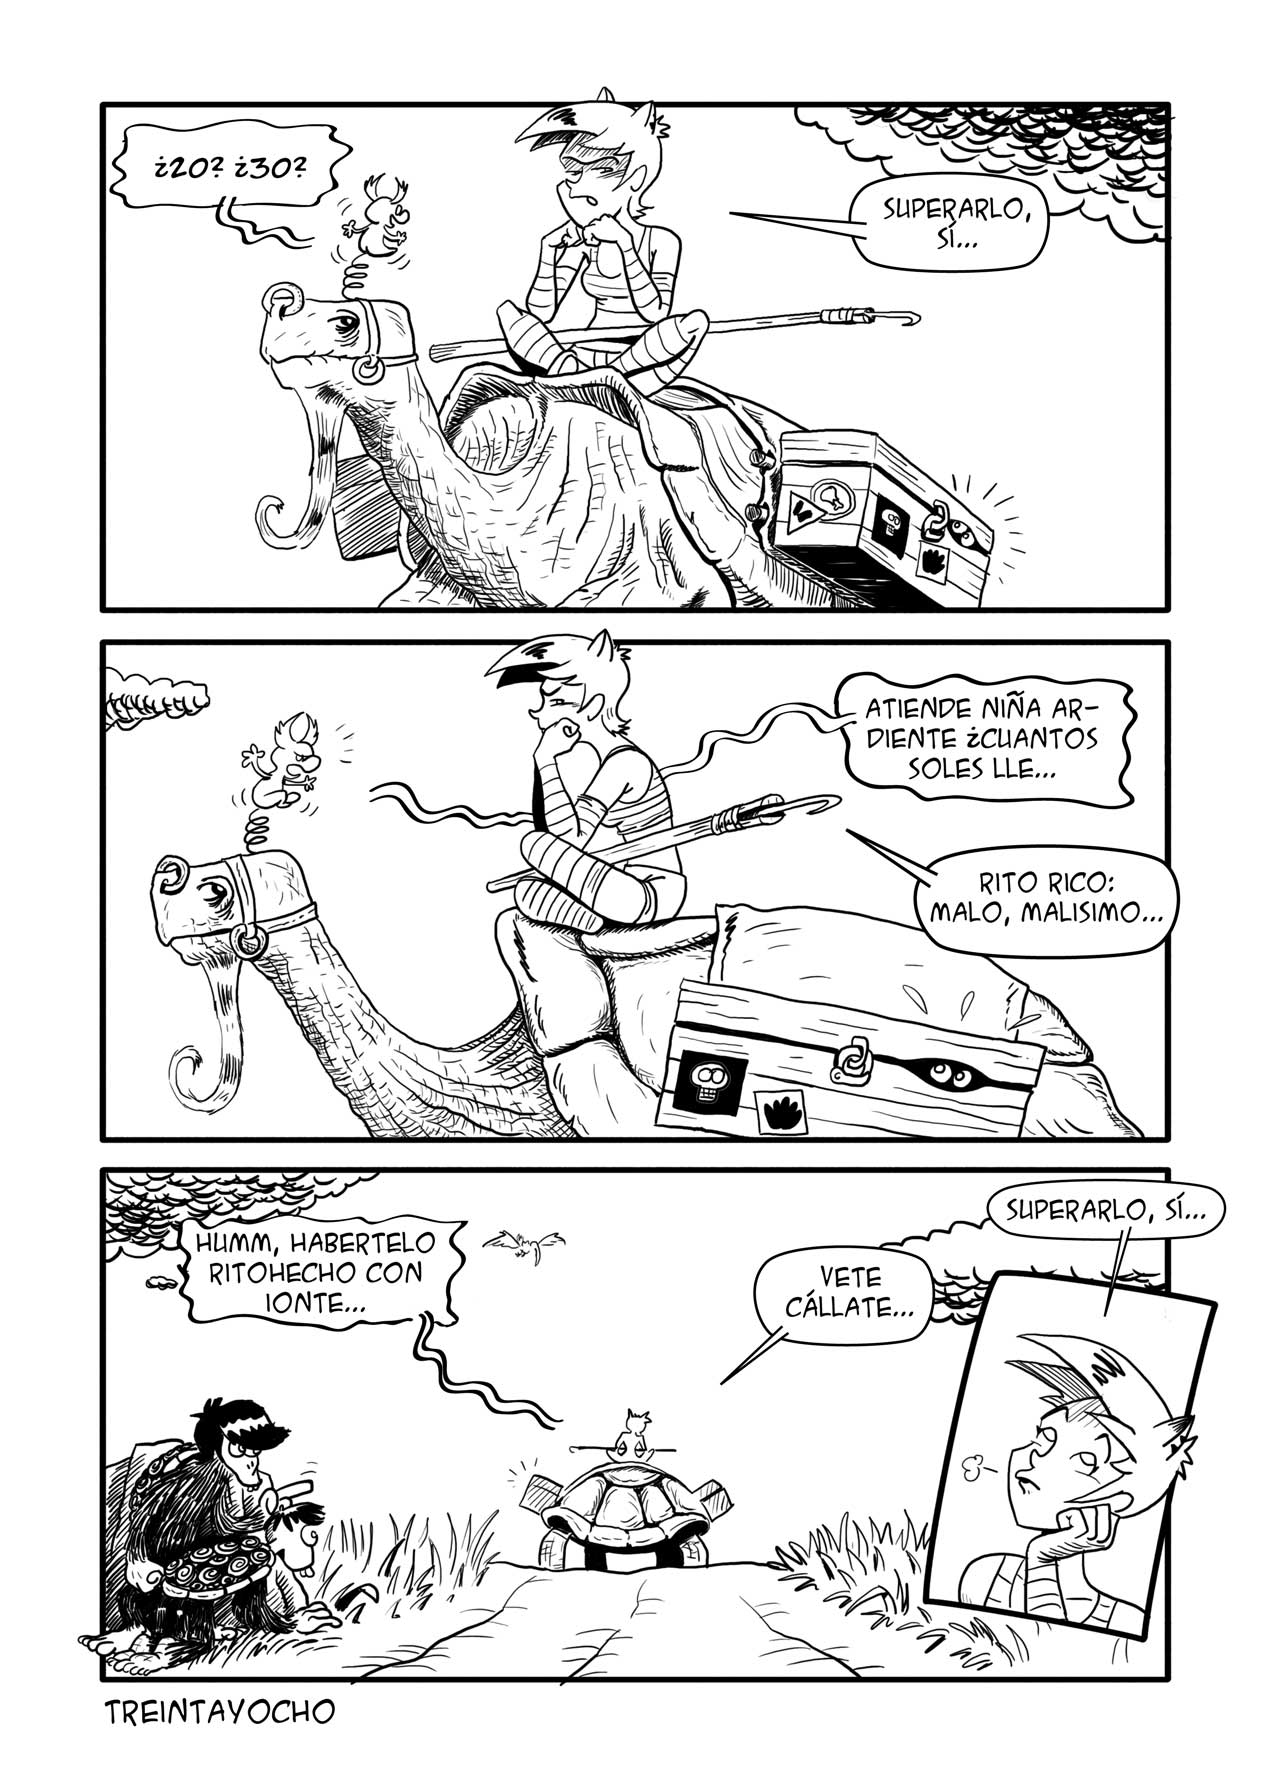 ¿20? ¿30?
SUPERARLO,
SÍ...
ATIENDE NIÑA AR-
DIENTE ¿CUANTOS
SOLES LLE...
RITO RICO:
MALO, MALISIMO...
HUMM, HABERTELO
RITOHECHO CON
IONTE...
VETE
CÁLLATE...
SUPERARLO, SÍ...
TREINTAYOCHO